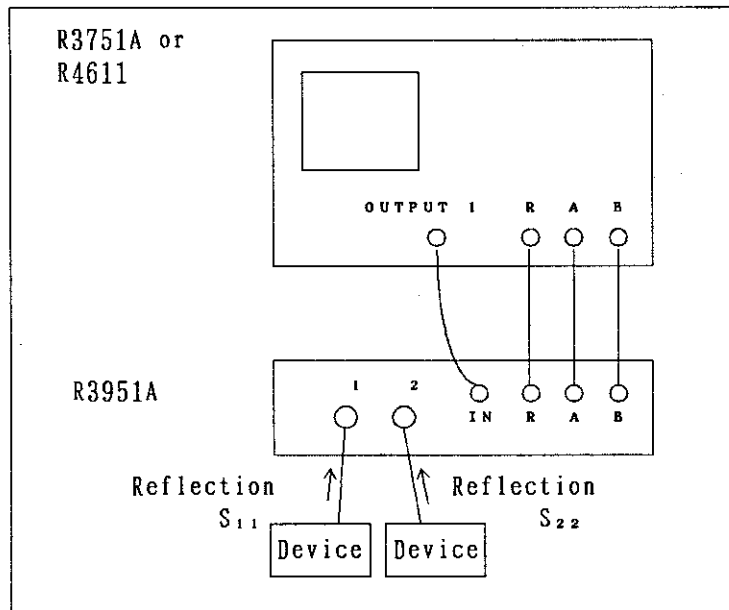 R3751A or
R4611
OUTPUT 1 R A B
R3951A
1 2
IN R A B
Reflection
S₁₁
Reflection
S₂₂
Device
Device